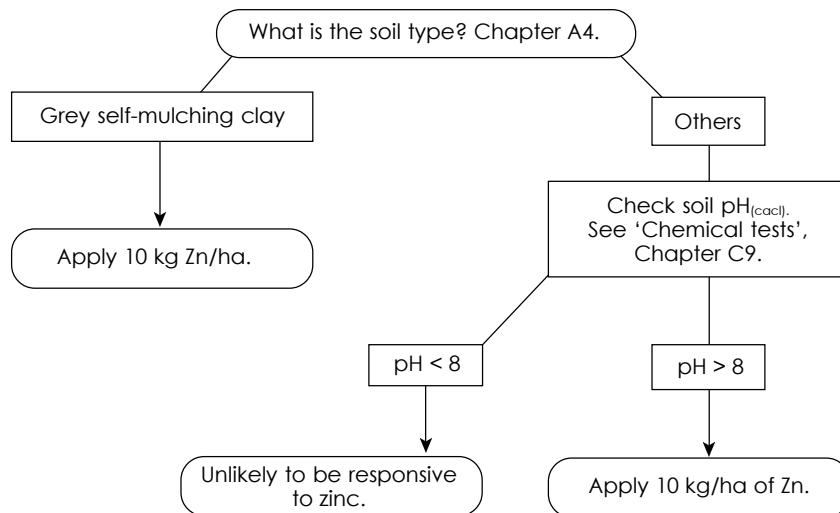 What is the soil type? Chapter A4.
Grey self-mulching clay
Others
Check soil pH(cacl).
See ‘Chemical tests’,
Chapter C9.
Apply 10 kg Zn/ha.
pH < 8
pH > 8
Unlikely to be responsive
to zinc.
Apply 10 kg/ha of Zn.